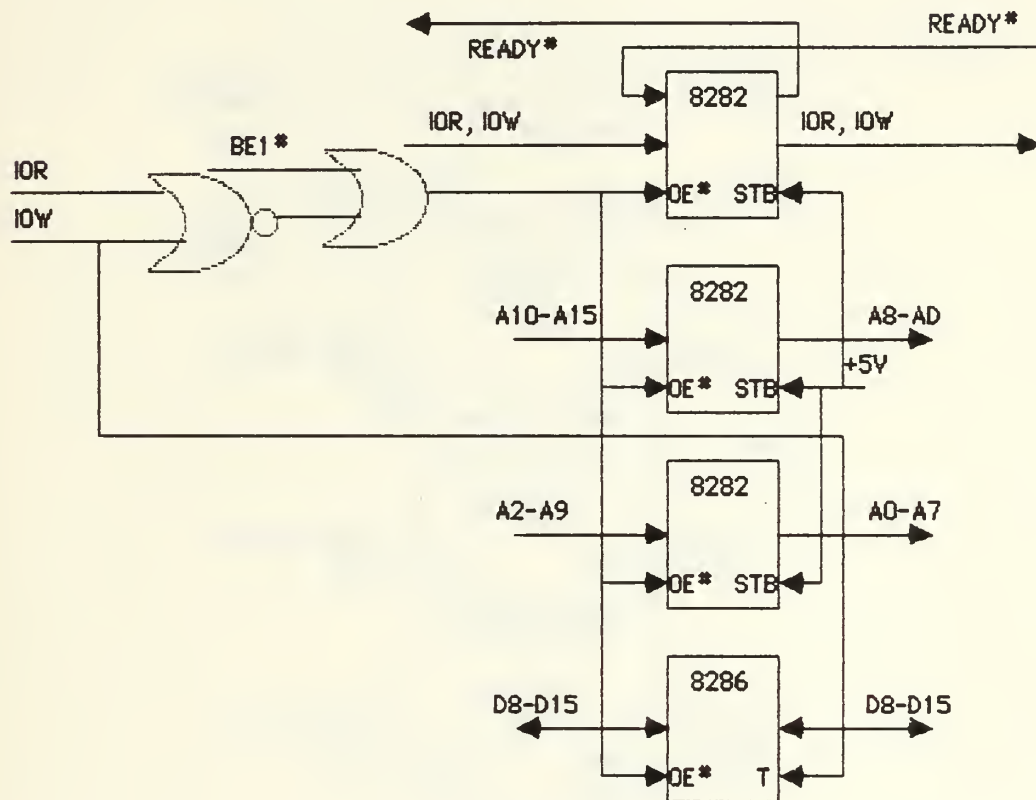 READY*
READY*
8282
IOR, IOW
IOR, IOW
BE1*
IOR
OE* STB
IOW
8282
A10-A15
A8-AD
+5V
OE* STB
8282
A2-A9
A0-A7
OE* STB
8286
D8-D15
D8-D15
OE* T